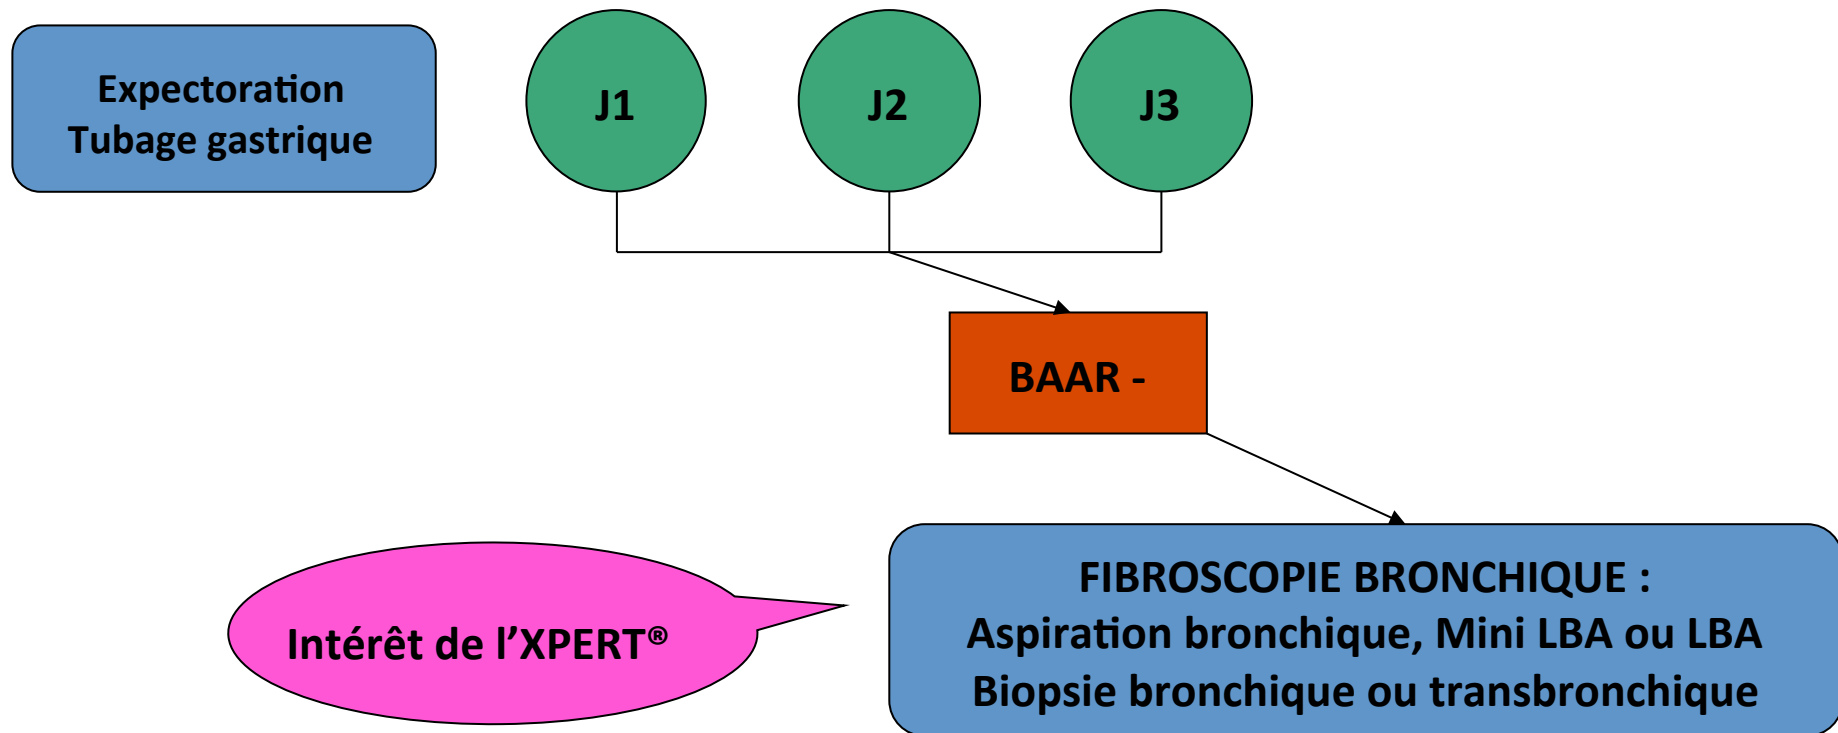 Expectoration
Tubage gastrique
J1
J2
J3
BAAR -
Intérêt de l’XPERT®
FIBROSCOPIE BRONCHIQUE :
Aspiration bronchique, Mini LBA ou LBA
Biopsie bronchique ou transbronchique